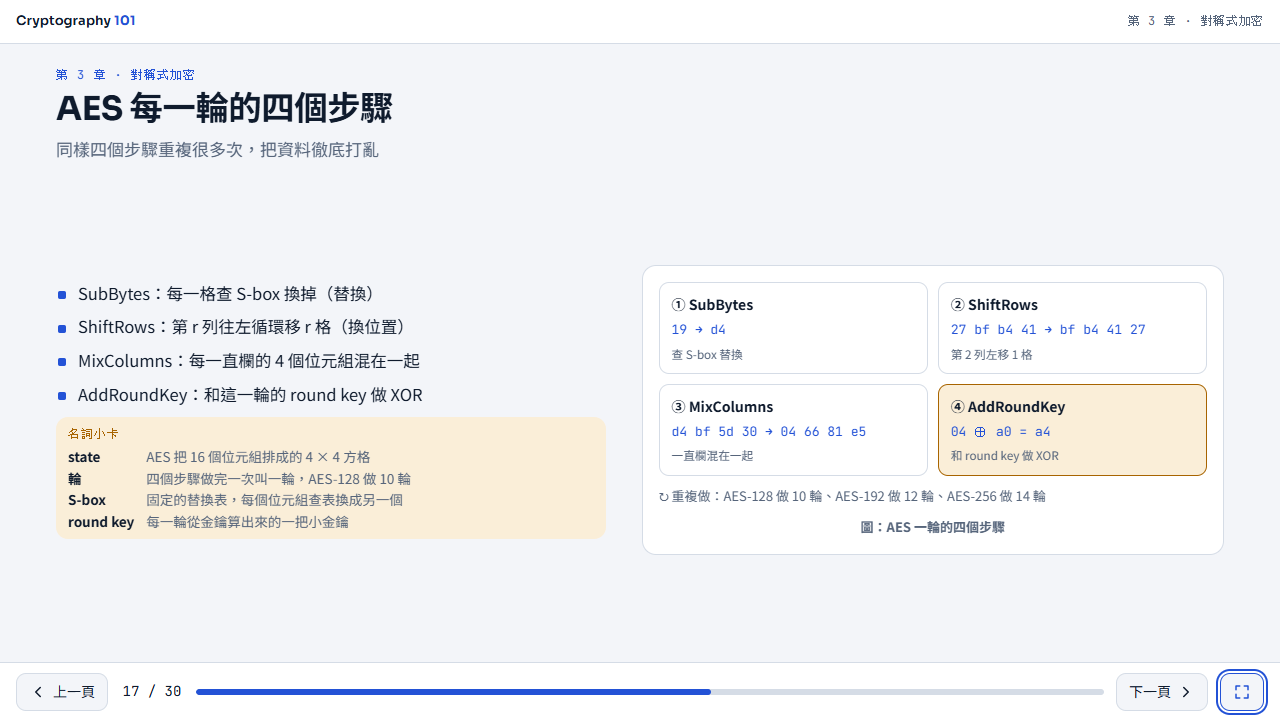 Cryptography 101
第 3 章 · 對稱式加密
第 3 章 · 對稱式加密
AES 每一輪的四個步驟
同樣四個步驟重複很多次，把資料徹底打亂
SubBytes：每一格查 S-box 換掉（替換）
ShiftRows：第 r 列往左循環移 r 格（換位置）
MixColumns：每一直欄的 4 個位元組混在一起
AddRoundKey：和這一輪的 round key 做 XOR
名詞小卡
state AES 把 16 個位元組排成的 4 × 4 方格
輪 四個步驟做完一次叫一輪，AES-128 做 10 輪
S-box 固定的替換表，每個位元組查表換成另一個
round key 每一輪從金鑰算出來的一把小金鑰
① SubBytes
19 → d4
查 S-box 替換
② ShiftRows
27 bf b4 41 → bf b4 41 27
第 2 列左移 1 格
③ MixColumns
d4 bf 5d 30 → 04 66 81 e5
一直欄混在一起
④ AddRoundKey
04 ⊕ a0 = a4
和 round key 做 XOR
↻ 重複做：AES-128 做 10 輪、AES-192 做 12 輪、AES-256 做 14 輪
圖：AES 一輪的四個步驟
上一頁
17 / 30
下一頁